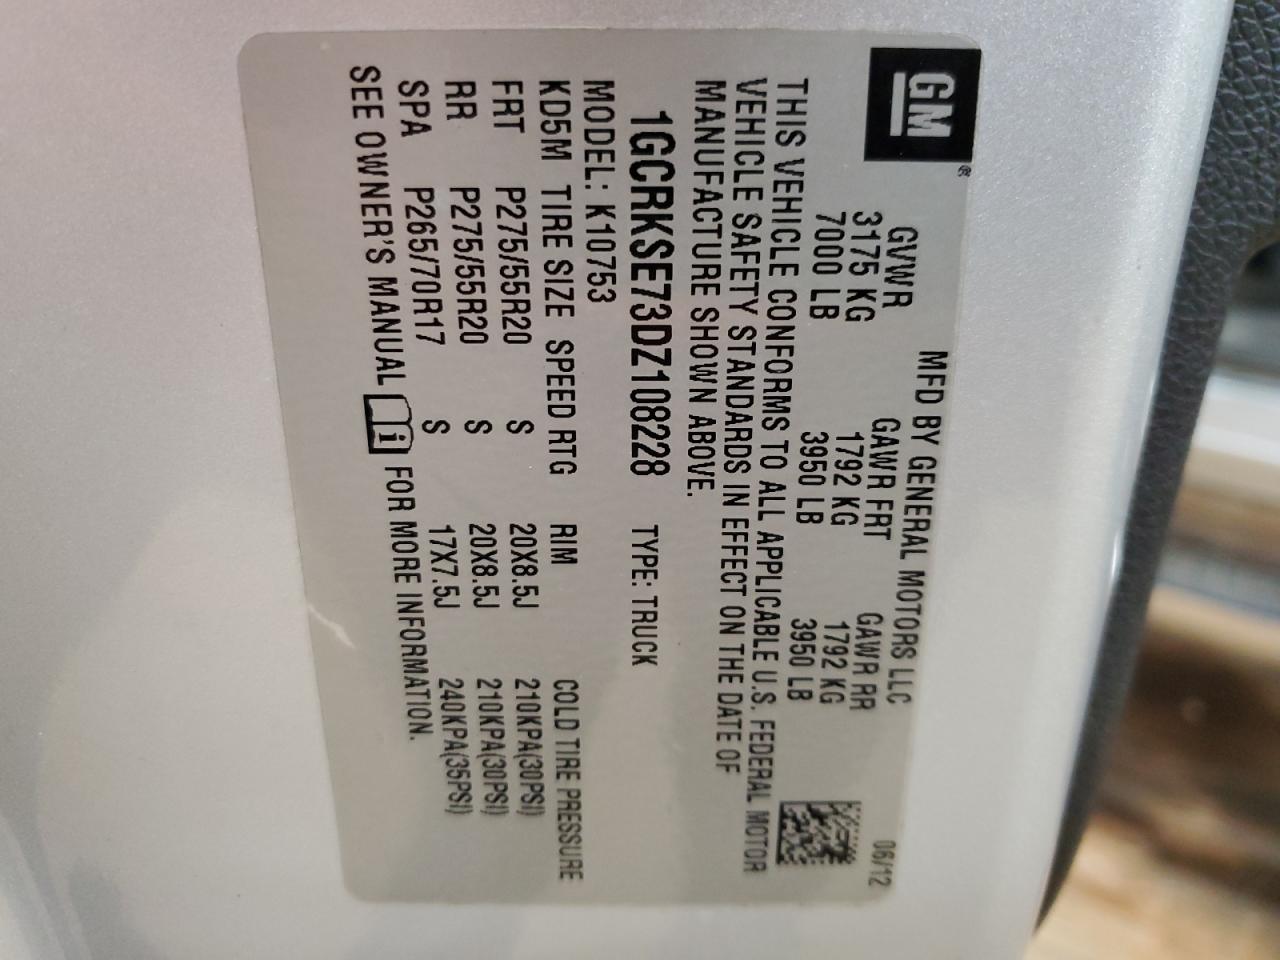 GM®
MFD BY GENERAL MOTORS LLC 06/12
GVWR GAWR FRT GAWR RR
3175 KG 1792 KG 1792 KG
7000 LB 3950 LB 3950 LB
THIS VEHICLE CONFORMS TO ALL APPLICABLE U.S. FEDERAL MOTOR
VEHICLE SAFETY STANDARDS IN EFFECT ON THE DATE OF
MANUFACTURE SHOWN ABOVE.
1GCRKSE73DZ108228 TYPE: TRUCK
MODEL: K10753
KD5M TIRE SIZE SPEED RTG RIM COLD TIRE PRESSURE
FRT P275/55R20 S 20X8.5J 210KPA(30PSI)
RR P275/55R20 S 20X8.5J 210KPA(30PSI)
SPA P265/70R17 S 17X7.5J 240KPA(35PSI)
SEE OWNER'S MANUAL i FOR MORE INFORMATION.